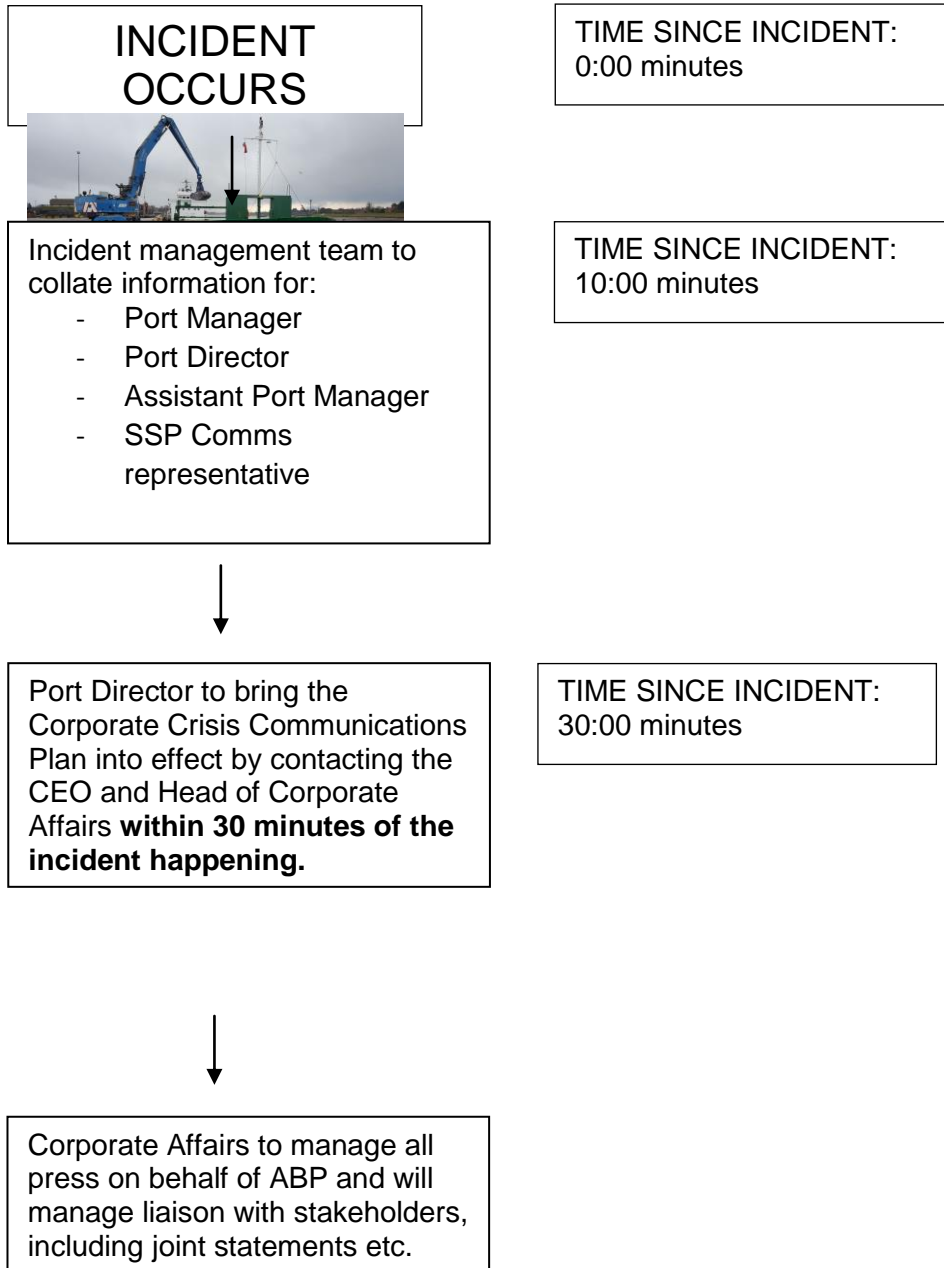 INCIDENT
OCCURS
TIME SINCE INCIDENT:
0:00 minutes
Incident management team to
collate information for:
- Port Manager
- Port Director
- Assistant Port Manager
- SSP Comms
representative
TIME SINCE INCIDENT:
10:00 minutes
Port Director to bring the
Corporate Crisis Communications
Plan into effect by contacting the
CEO and Head of Corporate
Affairs within 30 minutes of the
incident happening.
TIME SINCE INCIDENT:
30:00 minutes
Corporate Affairs to manage all
press on behalf of ABP and will
manage liaison with stakeholders,
including joint statements etc.